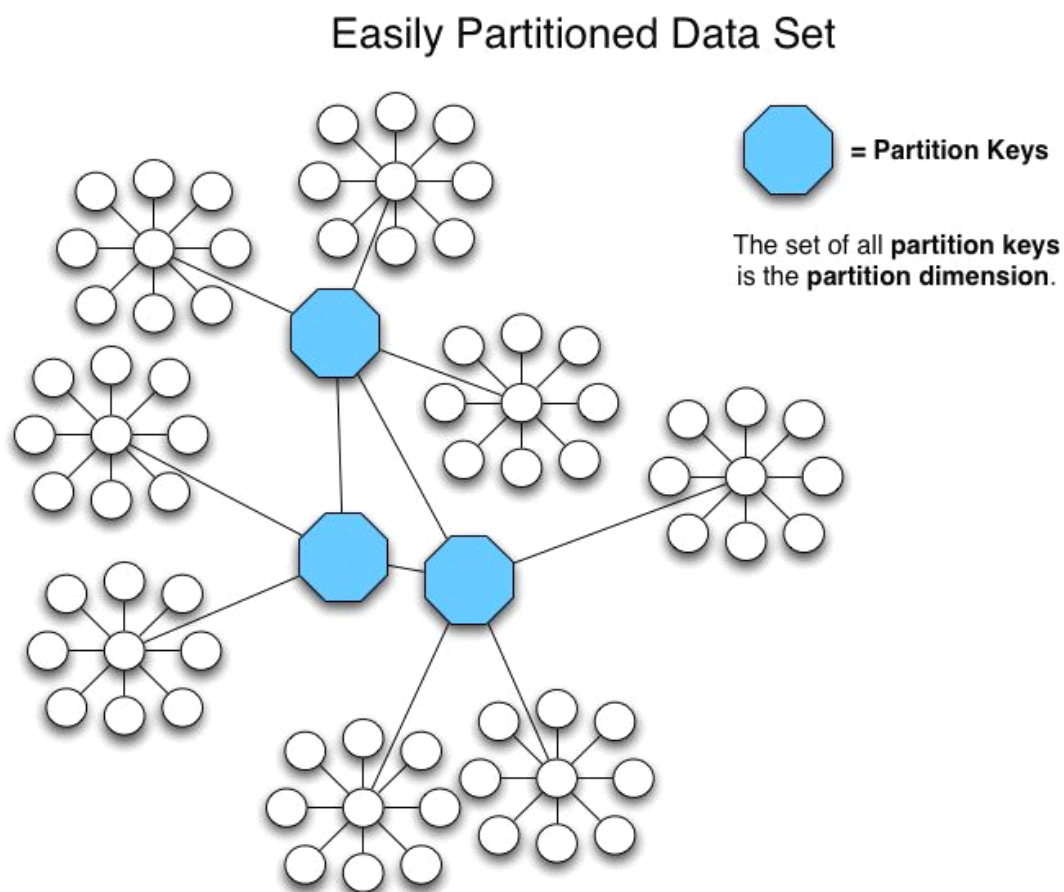 Easily Partitioned Data Set
= Partition Keys
The set of all partition keys
is the partition dimension.